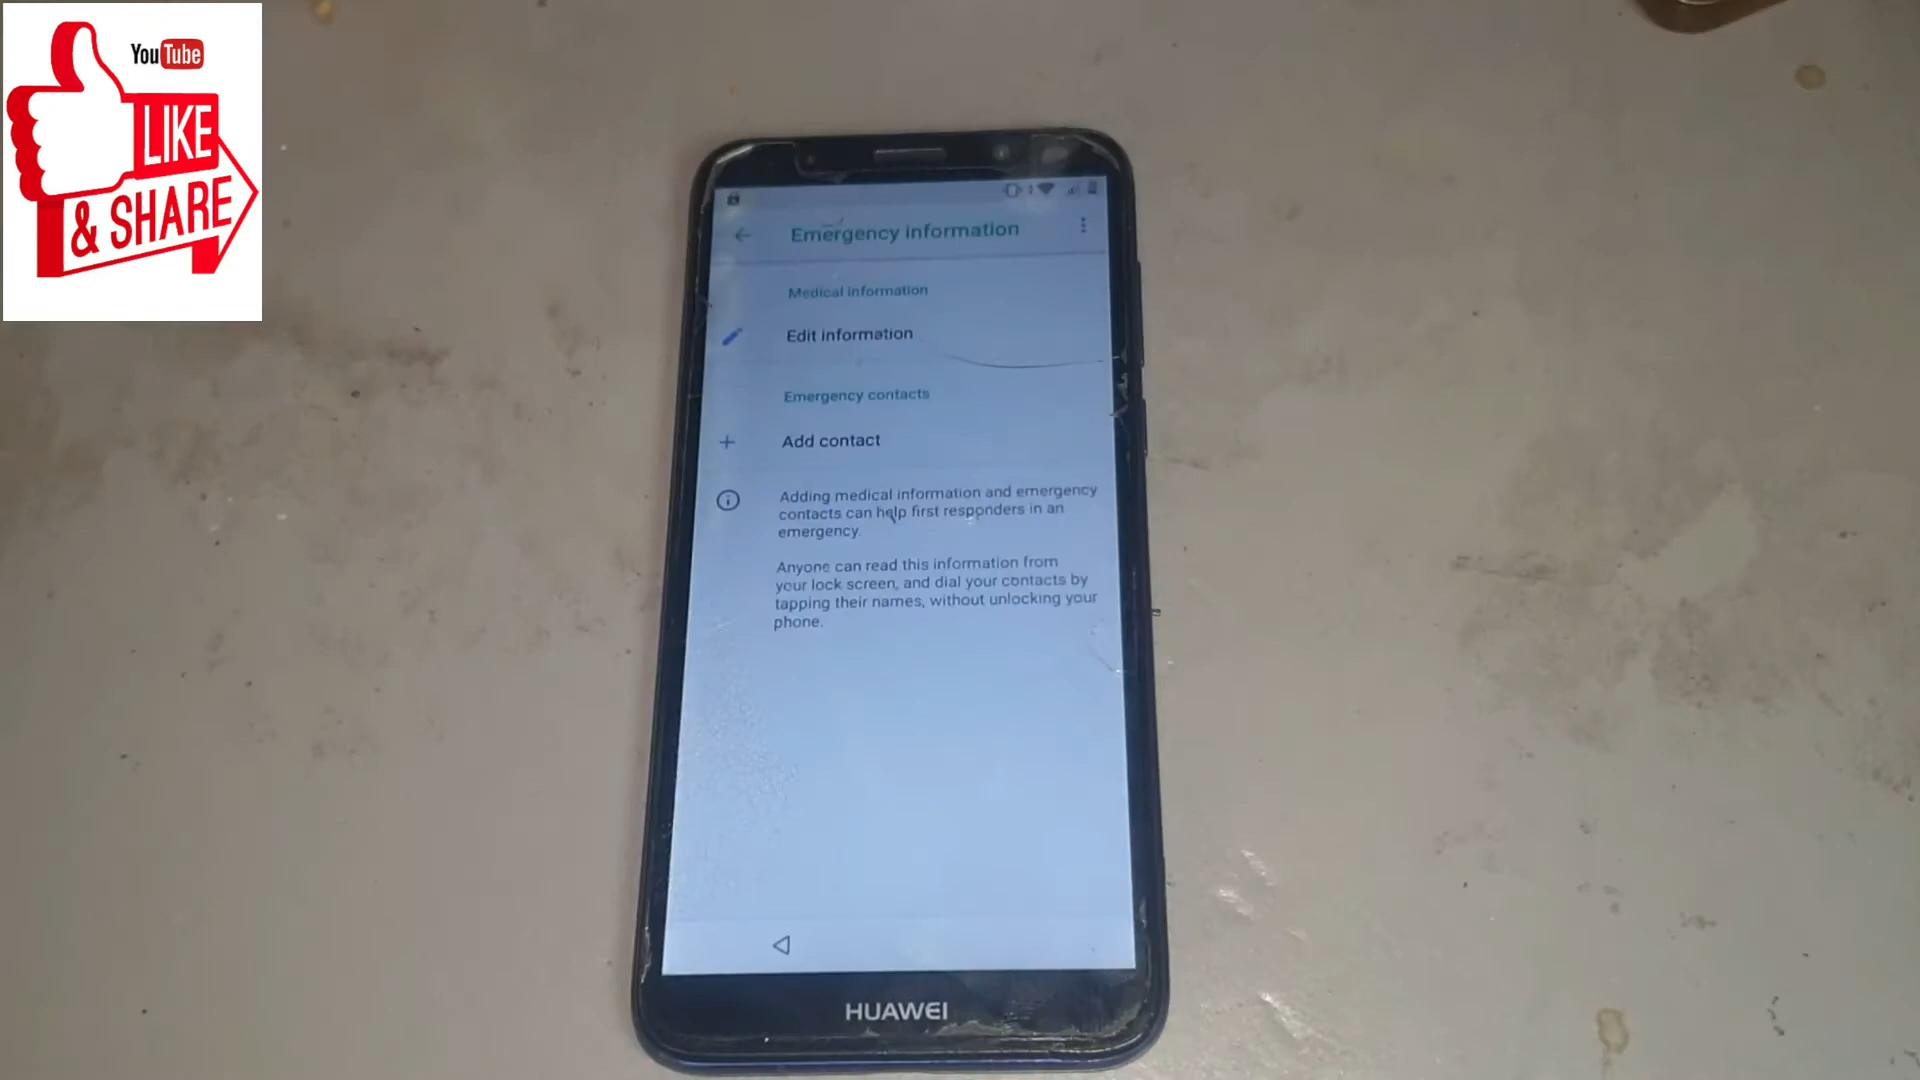 YouTube
LIKE
& SHARE
Emergency information
Medical information
Edit information
Emergency contacts
Add contact
Adding medical information and emergency
contacts can help first responders in an
emergency.
Anyone can read this information from
your lock screen, and dial your contacts by
tapping their names, without unlocking your
phone.
HUAWEI